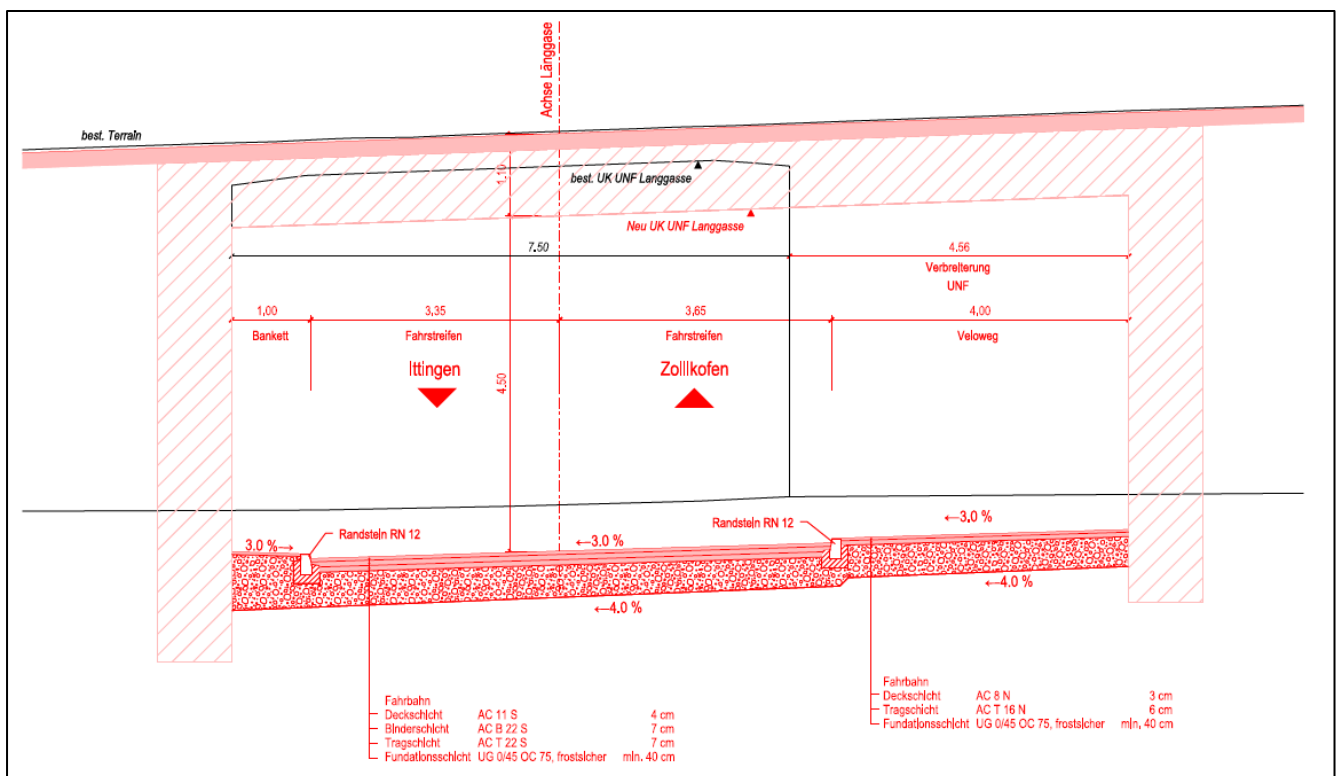 Achse Länggase
best. Terrain
1.10
best. UK UNF Langgasse
Neu UK UNF Langgasse
7.50
4,56
Verbreiterung
UNF
1,00
3,35
3,65
4,00
Bankett
Fahrstreifen
Fahrstreifen
Veloweg
Ittingen
Zolllkofen
4.50
Randstein RN 12
Randstein RN 12
←3.0 %
3.0 %→
←3.0 %
←4.0 %
←4.0 %
Fahrbahn
Deckschicht AC 11 S 4 cm
Binderschicht AC B 22 S 7 cm
Tragschicht AC T 22 S 7 cm
Fundationsschicht UG 0/45 OC 75, frostsicher min. 40 cm
Fahrbahn
Deckschicht AC 8 N 3 cm
Tragschicht AC T 16 N 6 cm
Fundationsschicht UG 0/45 OC 75, frostsicher min. 40 cm